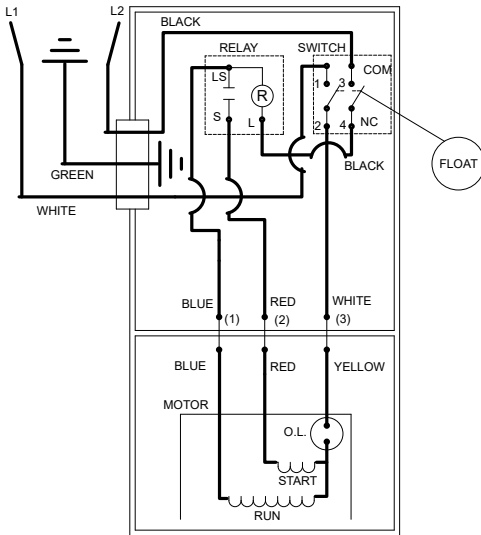 L1
L2
BLACK
RELAY
SWITCH
LS
COM
1
3
R
S
L
2
4
NC
BLACK
FLOAT
GREEN
WHITE
BLUE
(1)
RED
(2)
WHITE
(3)
BLUE
RED
YELLOW
MOTOR
O.L.
START
RUN